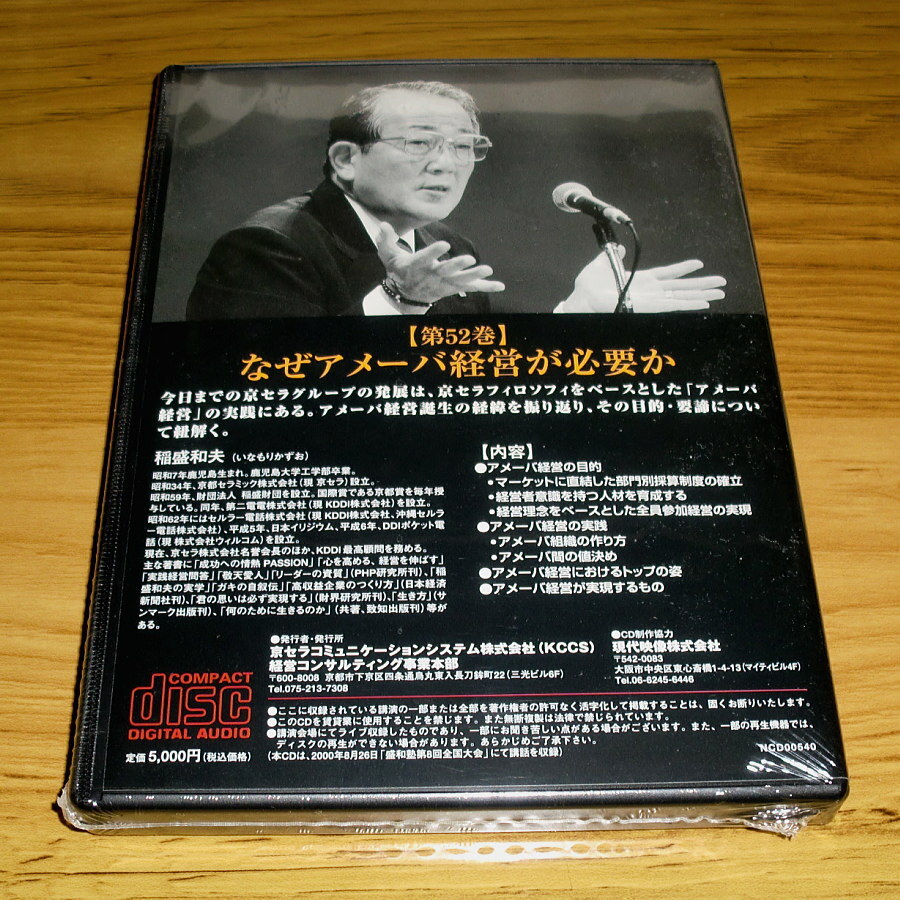 【第52巻】
なぜアメーバ経営が必要か
今日までの京セラグループの発展は、京セラフィロソフィをベースとした「アメーバ
経営」の実践にある。アメーバ経営誕生の経緯を振り返り、その目的・要諦につい
て紐解く。
稲盛和夫（いなもりかずお）
昭和7年鹿児島生まれ。鹿児島大学工学部卒業。
昭和34年、京都セラミック株式会社（現 京セラ）設立。
昭和59年、財団法人 稲盛財団を設立。国際賞である京都賞を毎年授
与している。同年、第二電電株式会社（現 KDDI株式会社）を設立。
昭和62年にはセルラー電話株式会社（現 KDDI株式会社、沖縄セルラ
ー電話株式会社）、平成5年、日本イリジウム、平成6年、DDIポケット電
話（現 株式会社ウィルコム）を設立。
現在、京セラ株式会社名誉会長のほか、KDDI 最高顧問を務める。
主な著書に「成功への情熱 PASSION」「心を高める、経営を伸ばす」
「実践経営問答」「敬天愛人」「リーダーの資質」（PHP研究所刊）、「稲
盛和夫の実学」「ガキの自叙伝」「高収益企業のつくり方」（日本経済
新聞社刊）、「君の思いは必ず実現する」（財界研究所刊）、「生き方」（サ
ンマーク出版刊）、「何のために生きるのか」（共著、致知出版刊）等が
ある。
【内容】
●アメーバ経営の目的
•マーケットに直結した部門別採算制度の確立
•経営者意識を持つ人材を育成する
•経営理念をベースとした全員参加経営の実現
●アメーバ経営の実践
•アメーバ組織の作り方
•アメーバ間の値決め
●アメーバ経営におけるトップの姿
●アメーバ経営が実現するもの
●発行者・発行所
京セラコミュニケーションシステム株式会社（KCCS）
経営コンサルティング事業本部
〒600-8008 京都市下京区四条通烏丸東入長刀鉾町22（三光ビル6F）
Tel.075-213-7308
●CD制作協力
現代映像株式会社
〒542-0083
大阪市中央区東心斎橋1-4-13（マイティビル4F）
Tel.06-6245-6446
COMPACT
disc
DIGITAL AUDIO
定価 5,000円（税込価格）
●ここに収録されている講演の一部または全部を著作権者の許可なく活字化して掲載することは、固くお断りいたします。
●このCDを賃貸業に使用することを禁じます。また無断複製は法律で禁じられています。
●講演会場にてライブ収録したものであり、一部にお聞き苦しい点がある場合がございます。また、一部の再生機器では、
ディスクの再生ができない場合があります。あらかじめご了承下さい。
（本CDは、2000年8月26日「盛和塾第8回全国大会」にて講話を収録）
NCD00540